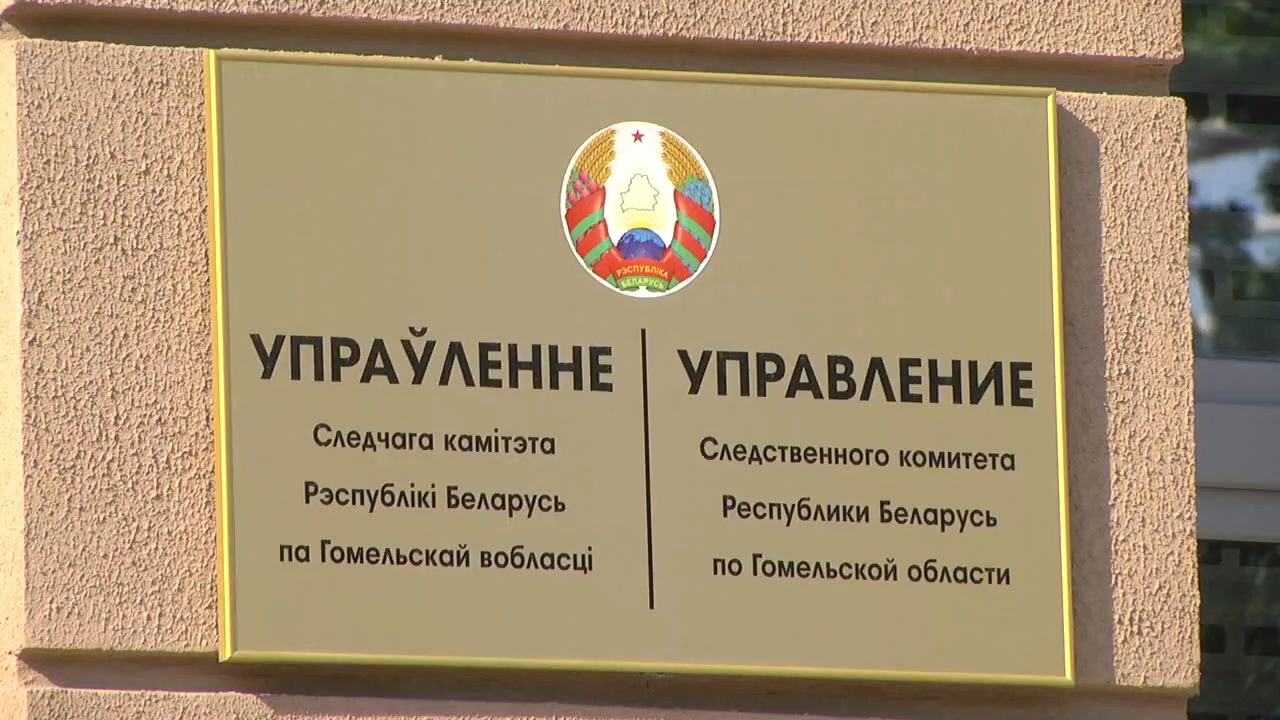 РЭСПУБЛІКА
БЕЛАРУСЬ
УПРАЎЛЕННЕ
Следчага камітэта
Рэспублікі Беларусь
па Гомельскай вобласці
УПРАВЛЕНИЕ
Следственного комитета
Республики Беларусь
по Гомельской области